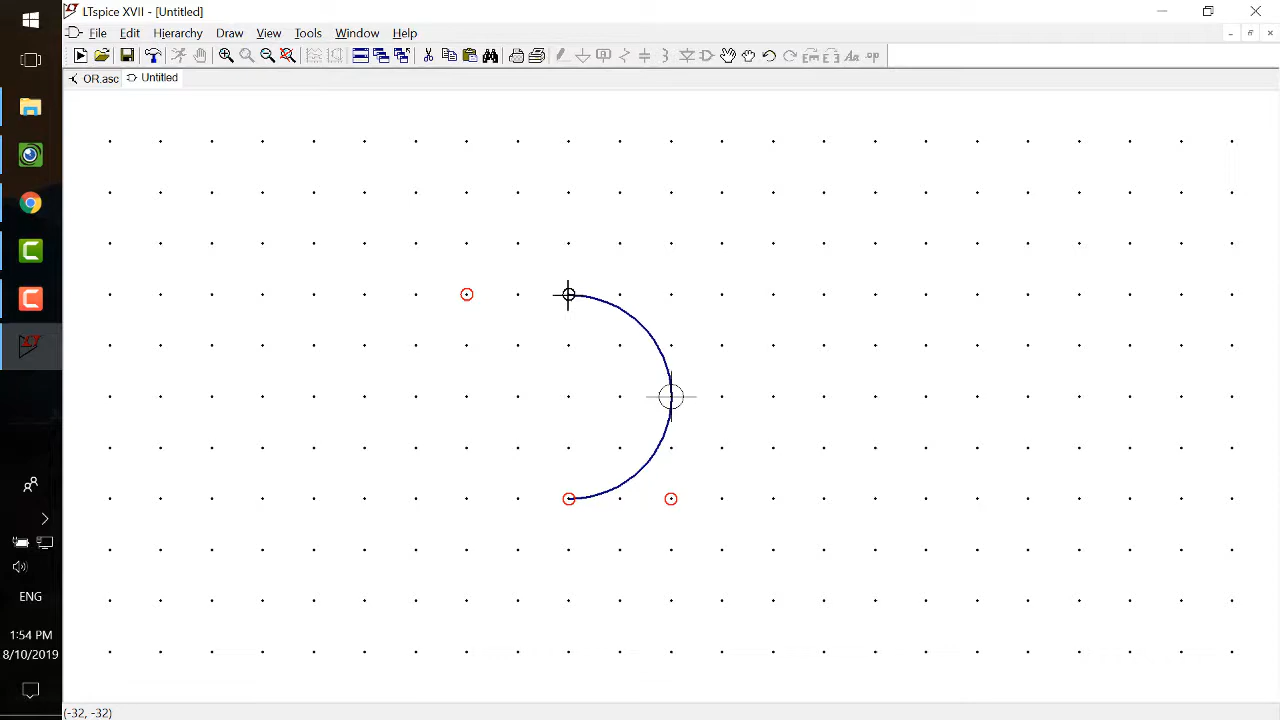 LTspice XVII - [Untitled]
File Edit Hierarchy Draw View Tools Window Help
OR.asc Untitled
ENG
1:54 PM
8/10/2019
(-32, -32)